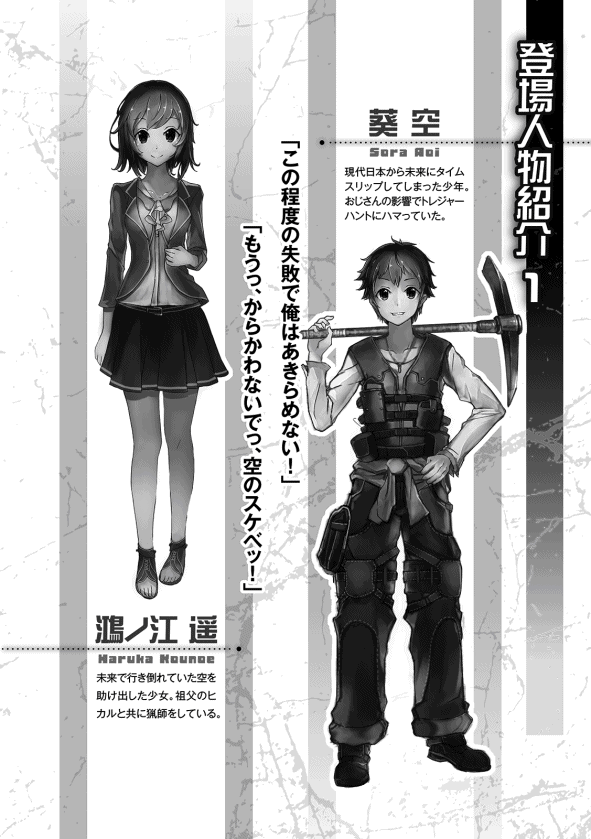 登場人物紹介 1
葵 空
Sora Aoi
現代日本から未来にタイム
スリップしてしまった少年。
おじさんの影響でトレジャー
ハントにハマっていた。
「この程度の失敗で俺はあきらめない！」
「もうっ、からかわないでっ、空のスケベッ！」
鴻ノ江 遥
Haruka Kounoe
未来で行き倒れていた空を
助け出した少女。祖父のヒ
カルと共に猟師をしている。